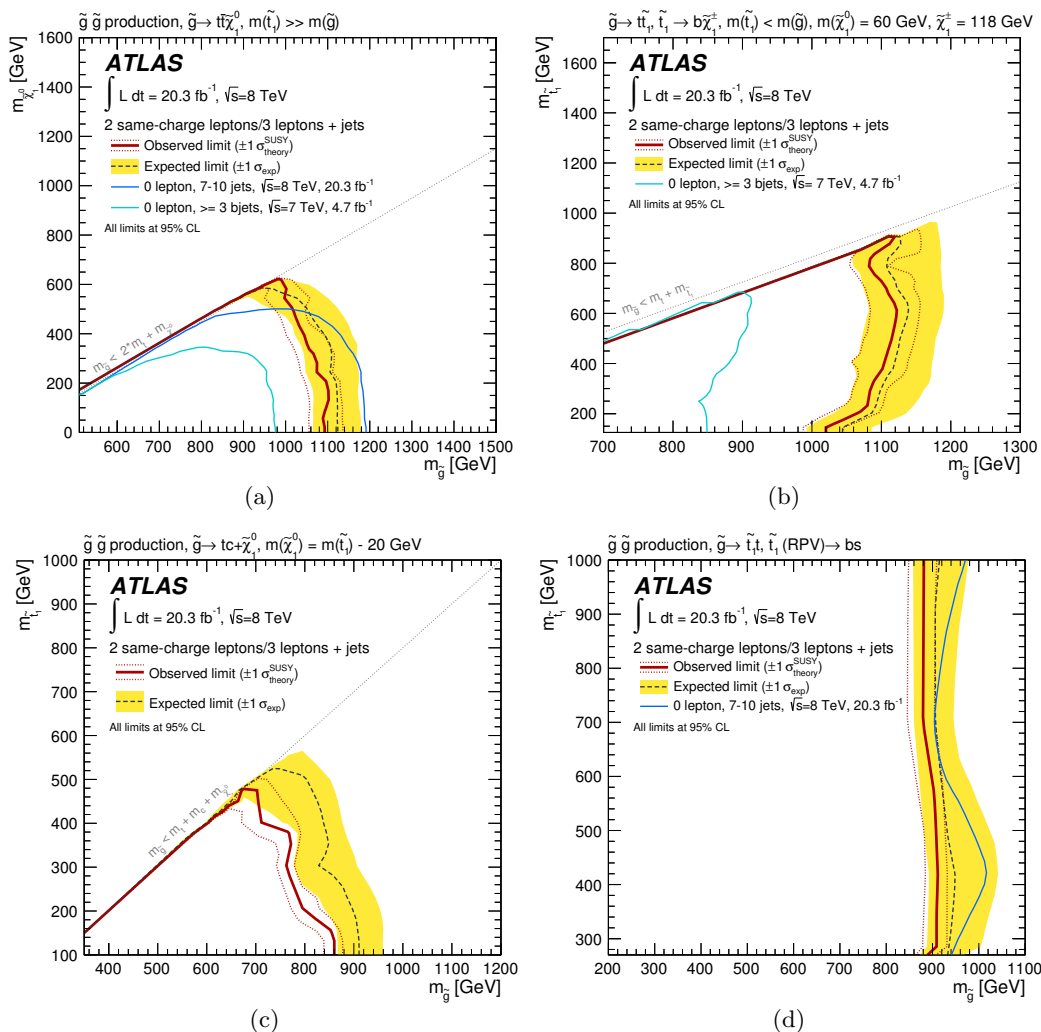 g̃ g̃ production, g̃→ tt̄χ̃₁⁰, m(t̃₁) >> m(g̃)
m_χ̃₁⁰ [GeV]
1600
1400
1200
1000
800
600
400
200
0
ATLAS
∫ L dt = 20.3 fb⁻¹, √s=8 TeV
2 same-charge leptons/3 leptons + jets
Observed limit (±1 σ^SUSY_theory)
Expected limit (±1 σ_exp)
0 lepton, 7-10 jets, √s=8 TeV, 20.3 fb⁻¹
0 lepton, >= 3 bjets, √s=7 TeV, 4.7 fb⁻¹
All limits at 95% CL
m_g̃ < 2*m_t + m_χ̃₁⁰
600 700 800 900 1000 1100 1200 1300 1400 1500
m_g̃ [GeV]
(a)
g̃→ tt̃₁, t̃₁→ bχ̃₁±, m(t̃₁) < m(g̃), m(χ̃₁⁰) = 60 GeV, χ̃₁± = 118 GeV
m_t̃₁ [GeV]
1600
1400
1200
1000
800
600
400
200
ATLAS
∫ L dt = 20.3 fb⁻¹, √s=8 TeV
2 same-charge leptons/3 leptons + jets
Observed limit (±1 σ^SUSY_theory)
Expected limit (±1 σ_exp)
0 lepton, >= 3 bjets, √s= 7 TeV, 4.7 fb⁻¹
All limits at 95% CL
m_g̃ < m_t + m_t̃₁
700 800 900 1000 1100 1200 1300
m_g̃ [GeV]
(b)
g̃ g̃ production, g̃→ tc+χ̃₁⁰, m(χ̃₁⁰) = m(t̃₁) - 20 GeV
m_t̃₁ [GeV]
1000
900
800
700
600
500
400
300
200
100
ATLAS
∫ L dt = 20.3 fb⁻¹, √s=8 TeV
2 same-charge leptons/3 leptons + jets
Observed limit (±1 σ^SUSY_theory)
Expected limit (±1 σ_exp)
All limits at 95% CL
m_g̃ < m_t + m_c + m_χ̃₁⁰
400 500 600 700 800 900 1000 1100 1200
m_g̃ [GeV]
(c)
g̃ g̃ production, g̃→ t̃₁t, t̃₁ (RPV)→ bs
m_t̃₁ [GeV]
1000
900
800
700
600
500
400
300
ATLAS
∫ L dt = 20.3 fb⁻¹, √s=8 TeV
2 same-charge leptons/3 leptons + jets
Observed limit (±1 σ^SUSY_theory)
Expected limit (±1 σ_exp)
0 lepton, 7-10 jets, √s=8 TeV, 20.3 fb⁻¹
All limits at 95% CL
200 300 400 500 600 700 800 900 1000 1100
m_g̃ [GeV]
(d)